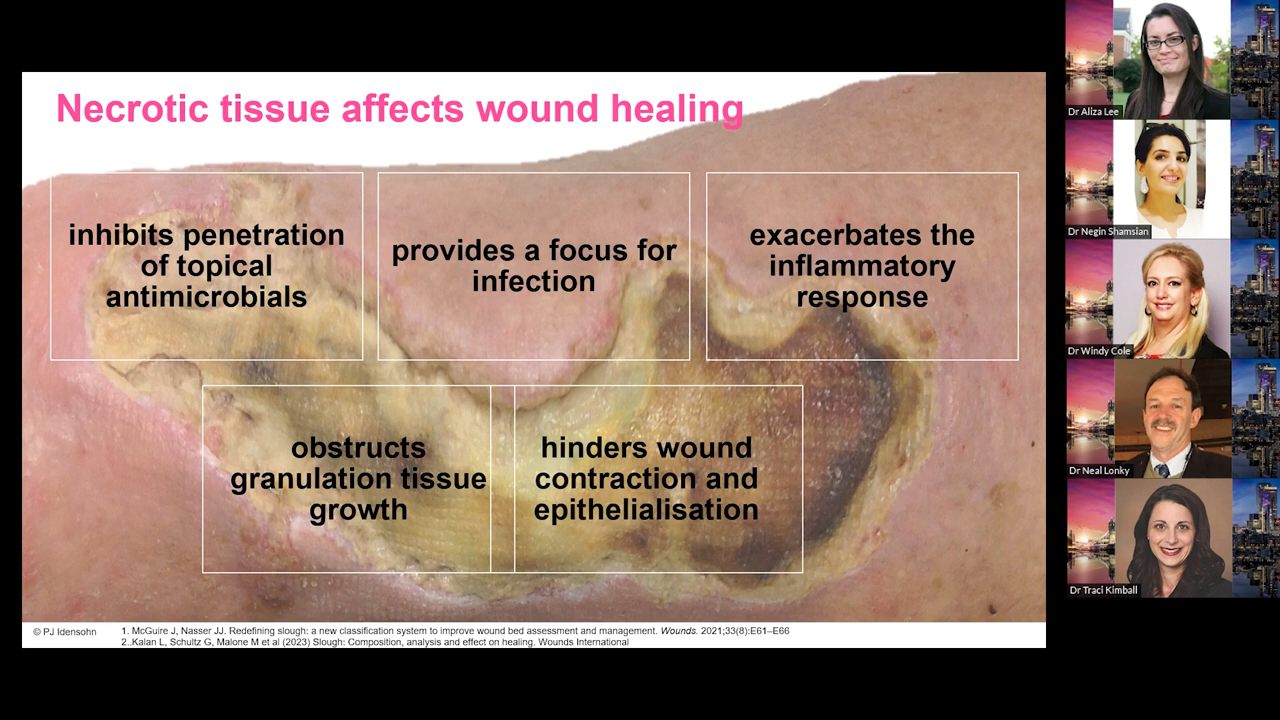 Necrotic tissue affects wound healing
inhibits penetration
of topical
antimicrobials
provides a focus for
infection
exacerbates the
inflammatory
response
obstructs
granulation tissue
growth
hinders wound
contraction and
epithelialisation
© PJ Idensohn
1. McGuire J, Nasser JJ. Redefining slough: a new classification system to improve wound bed assessment and management. Wounds. 2021;33(8):E61–E66
2..Kalan L, Schultz G, Malone M et al (2023) Slough: Composition, analysis and effect on healing. Wounds International
Dr Aliza Lee
Dr Negin Shamsian
Dr Windy Cole
Dr Neal Lonky
Dr Traci Kimball